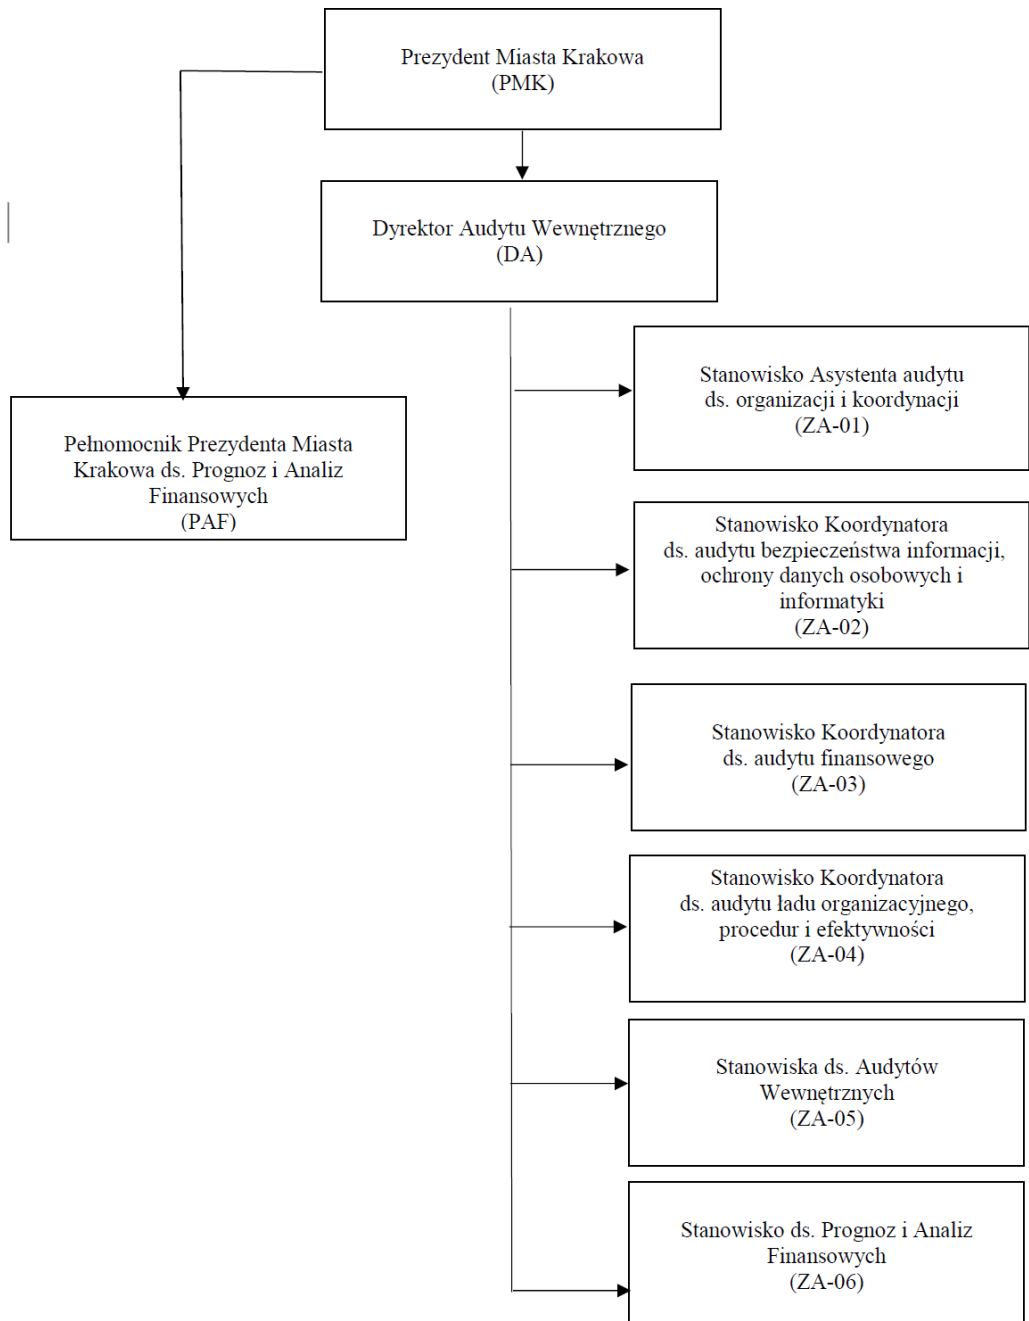 Prezydent Miasta Krakowa
(PMK)
Dyrektor Audytu Wewnętrznego
(DA)
Stanowisko Asystenta audytu
ds. organizacji i koordynacji
(ZA-01)
Pełnomocnik Prezydenta Miasta
Krakowa ds. Prognoz i Analiz
Finansowych
(PAF)
Stanowisko Koordynatora
ds. audytu bezpieczeństwa informacji,
ochrony danych osobowych i
informatyki
(ZA-02)
Stanowisko Koordynatora
ds. audytu finansowego
(ZA-03)
Stanowisko Koordynatora
ds. audytu ładu organizacyjnego,
procedur i efektywności
(ZA-04)
Stanowiska ds. Audytów
Wewnętrznych
(ZA-05)
Stanowisko ds. Prognoz i Analiz
Finansowych
(ZA-06)